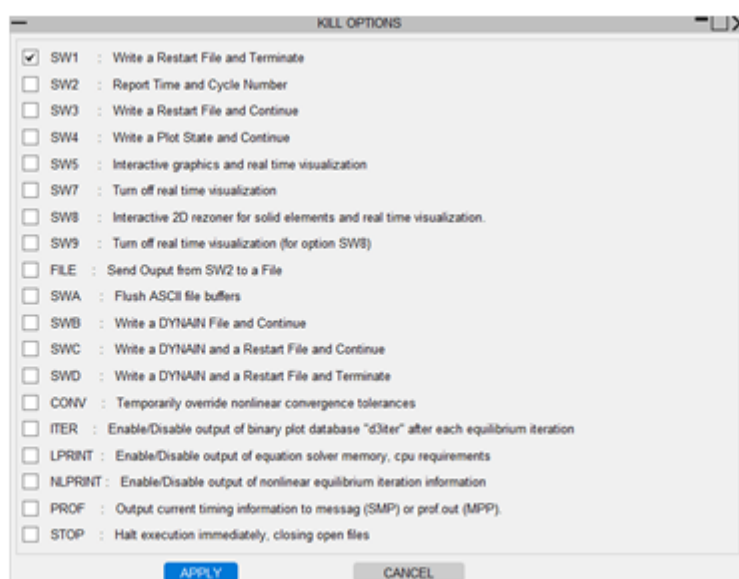 KILL OPTIONS
SW1 : Write a Restart File and Terminate
SW2 : Report Time and Cycle Number
SW3 : Write a Restart File and Continue
SW4 : Write a Plot State and Continue
SW5 : Interactive graphics and real time visualization
SW7 : Turn off real time visualization
SW8 : Interactive 2D rezoner for solid elements and real time visualization.
SW9 : Turn off real time visualization (for option SW8)
FILE : Send Ouput from SW2 to a File
SWA : Flush ASCII file buffers
SWB : Write a DYNAIN File and Continue
SWC : Write a DYNAIN and a Restart File and Continue
SWD : Write a DYNAIN and a Restart File and Terminate
CONV : Temporarily override nonlinear convergence tolerances
ITER : Enable/Disable output of binary plot database "d3iter" after each equilibrium iteration
LPRINT : Enable/Disable output of equation solver memory, cpu requirements
NLPRINT : Enable/Disable output of nonlinear equilibrium iteration information
PROF : Output current timing information to messag (SMP) or prof.out (MPP).
STOP : Halt execution immediately, closing open files
APPLY CANCEL